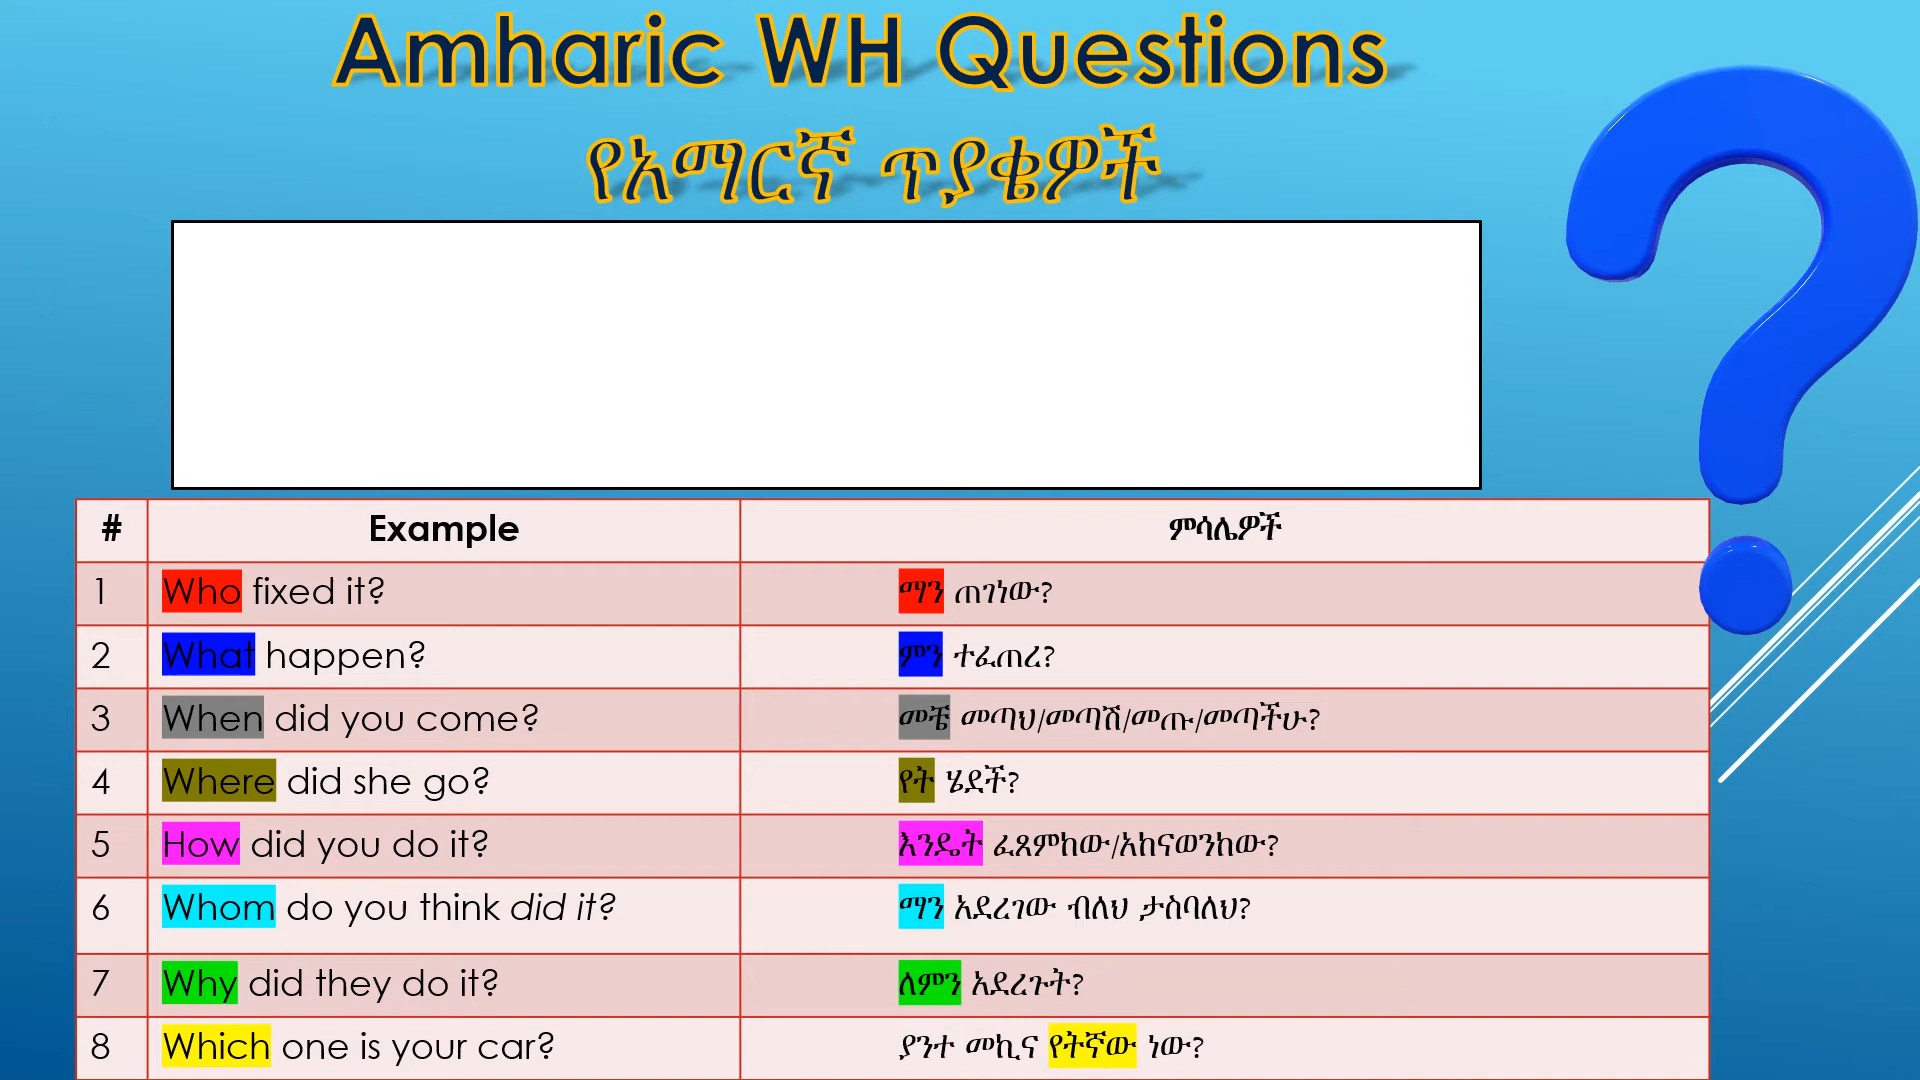 Amharic WH Questions
የአማርኛ ጥያቄዎች
# Example ምሳሌዎች
1 Who fixed it? ማን ጠገነው?
2 What happen? ምን ተፈጠረ?
3 When did you come? መቼ መጣህ/መጣሽ/መጡ/መጣችሁ?
4 Where did she go? የት ሄደች?
5 How did you do it? እንዴት ፈጸምከው/አከናወንከው?
6 Whom do you think did it? ማን አደረገው ብለህ ታስባለህ?
7 Why did they do it? ለምን አደረጉት?
8 Which one is your car? ያንተ መኪና የትኛው ነው?